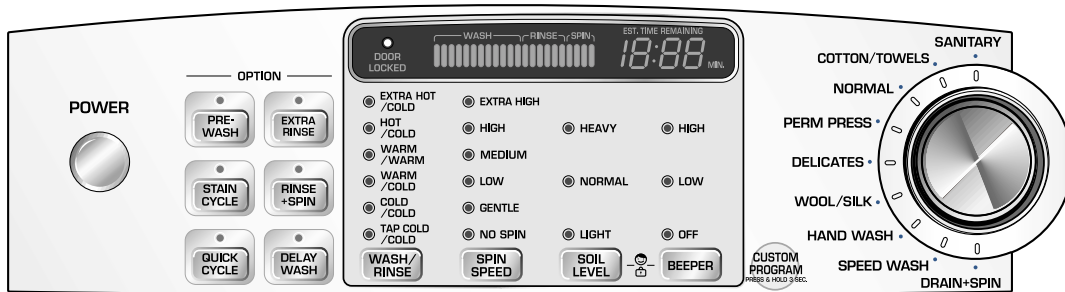 POWER
OPTION
PRE-
WASH
EXTRA
RINSE
STAIN
CYCLE
RINSE
+SPIN
QUICK
CYCLE
DELAY
WASH
DOOR
LOCKED
WASH
RINSE
SPIN
EST. TIME REMAINING
18:88 MIN.
EXTRA HOT
/COLD
HOT
/COLD
WARM
/WARM
WARM
/COLD
COLD
/COLD
TAP COLD
/COLD
WASH/
RINSE
EXTRA HIGH
HIGH
MEDIUM
LOW
GENTLE
NO SPIN
SPIN
SPEED
HEAVY
NORMAL
LIGHT
SOIL
LEVEL
HIGH
LOW
OFF
BEEPER
CUSTOM
PROGRAM
PRESS & HOLD 3 SEC.
SANITARY
COTTON/TOWELS
NORMAL
PERM PRESS
DELICATES
WOOL/SILK
HAND WASH
SPEED WASH
DRAIN+SPIN